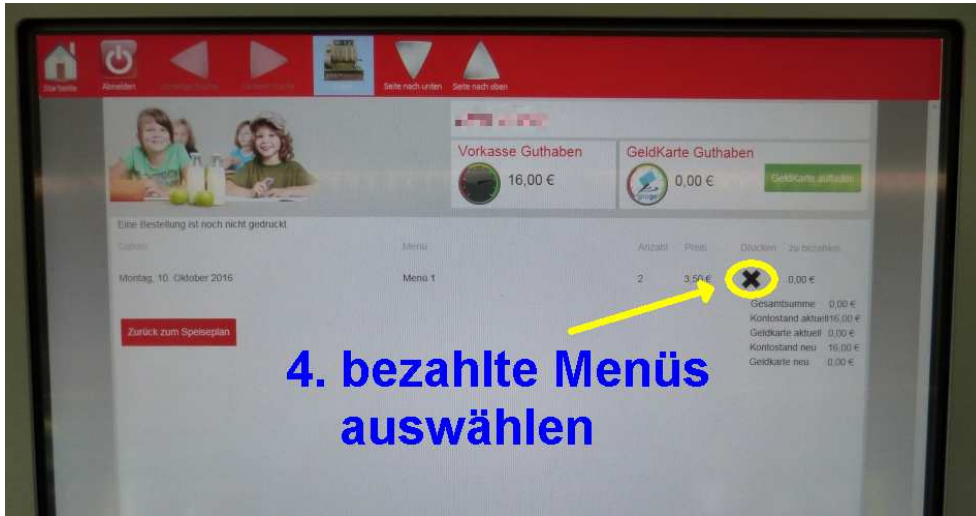 Startseite
Abmelden
Seite nach unten
Seite nach oben
Vorkasse Guthaben
16,00 €
GeldKarte Guthaben
0,00 €
GeldKarte aufladen
Eine Bestellung ist noch nicht gedruckt
Datum Menü Anzahl Preis Drucken zu bezahlen
Montag, 10. Oktober 2016 Menü 1 2 3,50 € 0,00 €
Gesamtsumme 0,00 €
Kontostand aktuell 16,00 €
Geldkarte aktuell 0,00 €
Kontostand neu 16,00 €
Geldkarte neu 0,00 €
Zurück zum Speiseplan
4. bezahlte Menüs
auswählen